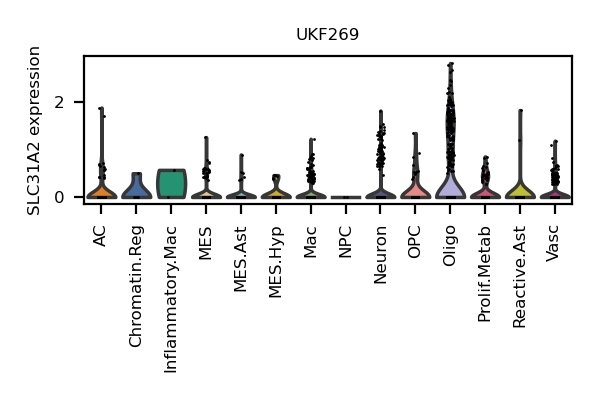 UKF269
SLC31A2 expression
2
0
AC
Chromatin.Reg
Inflammatory.Mac
MES
MES.Ast
MES.Hyp
Mac
NPC
Neuron
OPC
Oligo
Prolif.Metab
Reactive.Ast
Vasc